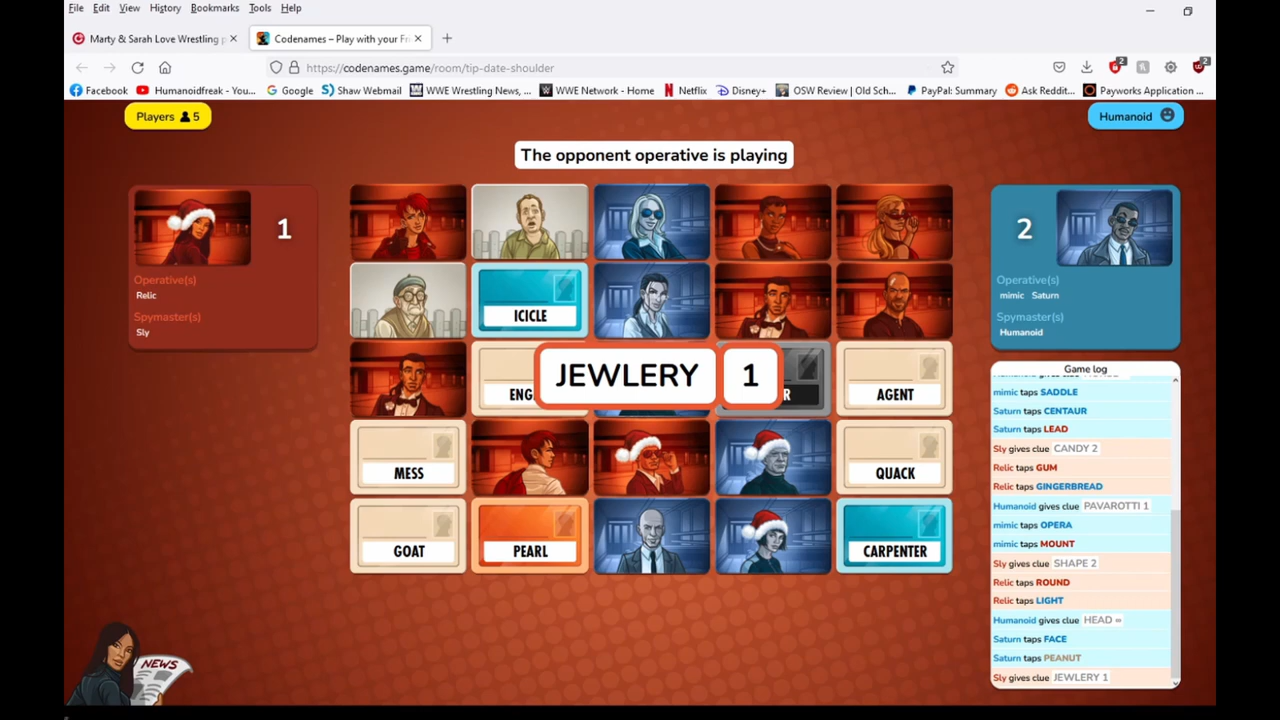 File Edit View History Bookmarks Tools Help
Marty & Sarah Love Wrestling p
Codenames – Play with your Fri
https://codenames.game/room/tip-date-shoulder
2 2
Facebook Humanoidfreak - You... Google Shaw Webmail WWE Wrestling News, ... WWE Network - Home Netflix Disney+ OSW Review | Old Sch... PayPal: Summary Ask Reddit... Payworks Application ...
Players 5
Humanoid
The opponent operative is playing
1
Operative(s)
Relic
Spymaster(s)
Sly
2
Operative(s)
mimic Saturn
Spymaster(s)
Humanoid
ICICLE
ENG
JEWLERY 1
R
AGENT
MESS
QUACK
GOAT
PEARL
CARPENTER
NEWS
Game log
mimic taps SADDLE
Saturn taps CENTAUR
Saturn taps LEAD
Sly gives clue CANDY 2
Relic taps GUM
Relic taps GINGERBREAD
Humanoid gives clue PAVAROTTI 1
mimic taps OPERA
mimic taps MOUNT
Sly gives clue SHAPE 2
Relic taps ROUND
Relic taps LIGHT
Humanoid gives clue HEAD ∞
Saturn taps FACE
Saturn taps PEANUT
Sly gives clue JEWLERY 1